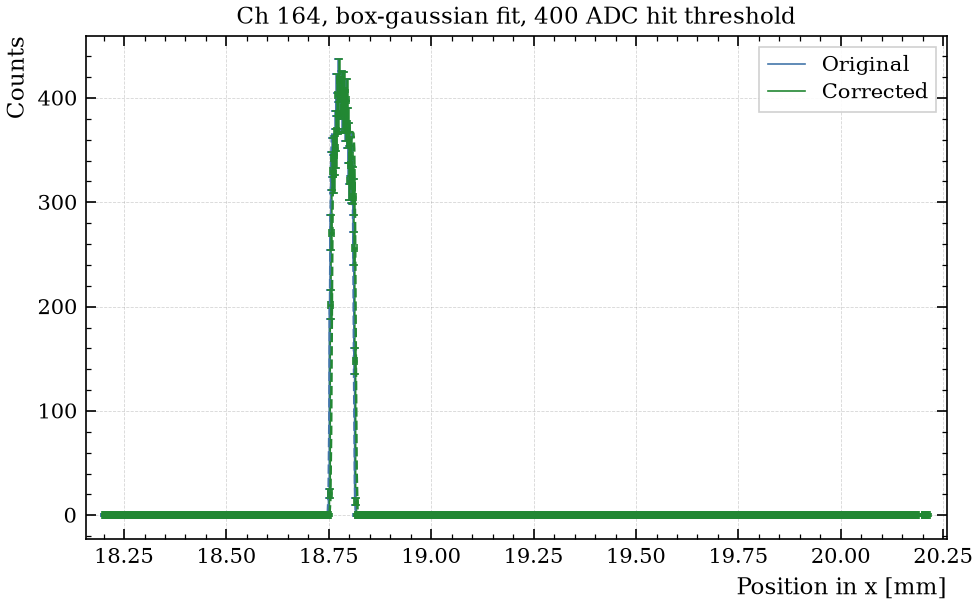 Ch 164, box-gaussian fit, 400 ADC hit threshold
Counts
Original
Corrected
400
300
200
100
0
18.25 18.50 18.75 19.00 19.25 19.50 19.75 20.00 20.25
Position in x [mm]